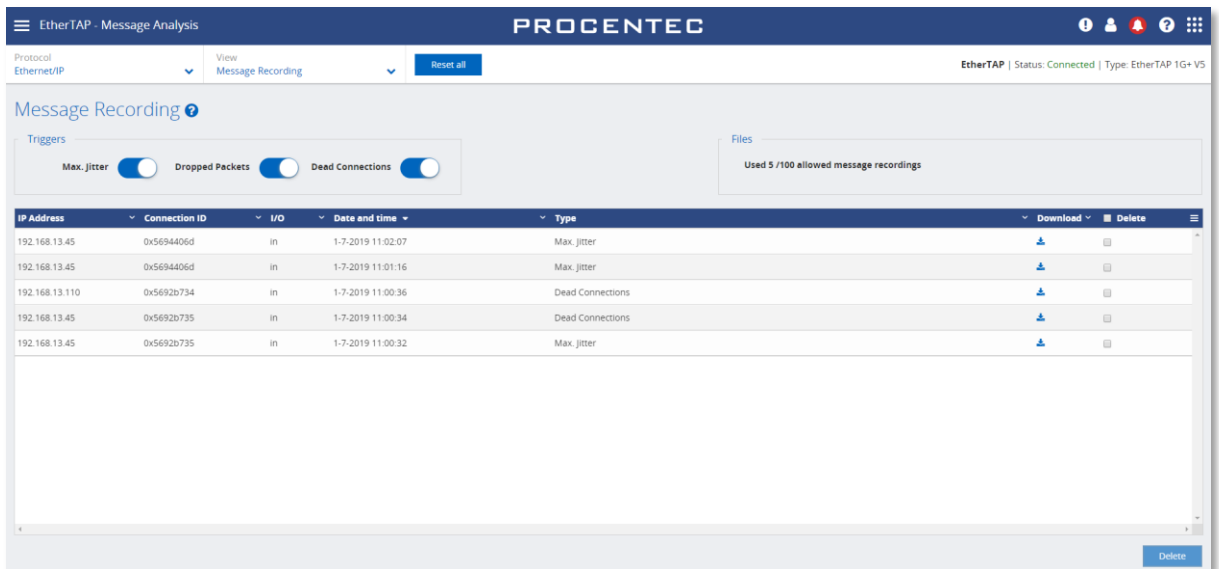 EtherTAP - Message Analysis
PROCENTEC
Protocol
Ethernet/IP
View
Message Recording
Reset all
EtherTAP | Status: Connected | Type: EtherTAP 1G+ V5
Message Recording
Triggers
Max. Jitter Dropped Packets Dead Connections
Files
Used 5 /100 allowed message recordings
IP Address Connection ID I/O Date and time Type Download Delete
192.168.13.45 0x5694406d in 1-7-2019 11:02:07 Max. Jitter
192.168.13.45 0x5694406d in 1-7-2019 11:01:16 Max. Jitter
192.168.13.110 0x5692b734 in 1-7-2019 11:00:36 Dead Connections
192.168.13.45 0x5692b735 in 1-7-2019 11:00:34 Dead Connections
192.168.13.45 0x5692b735 in 1-7-2019 11:00:32 Max. Jitter
Delete